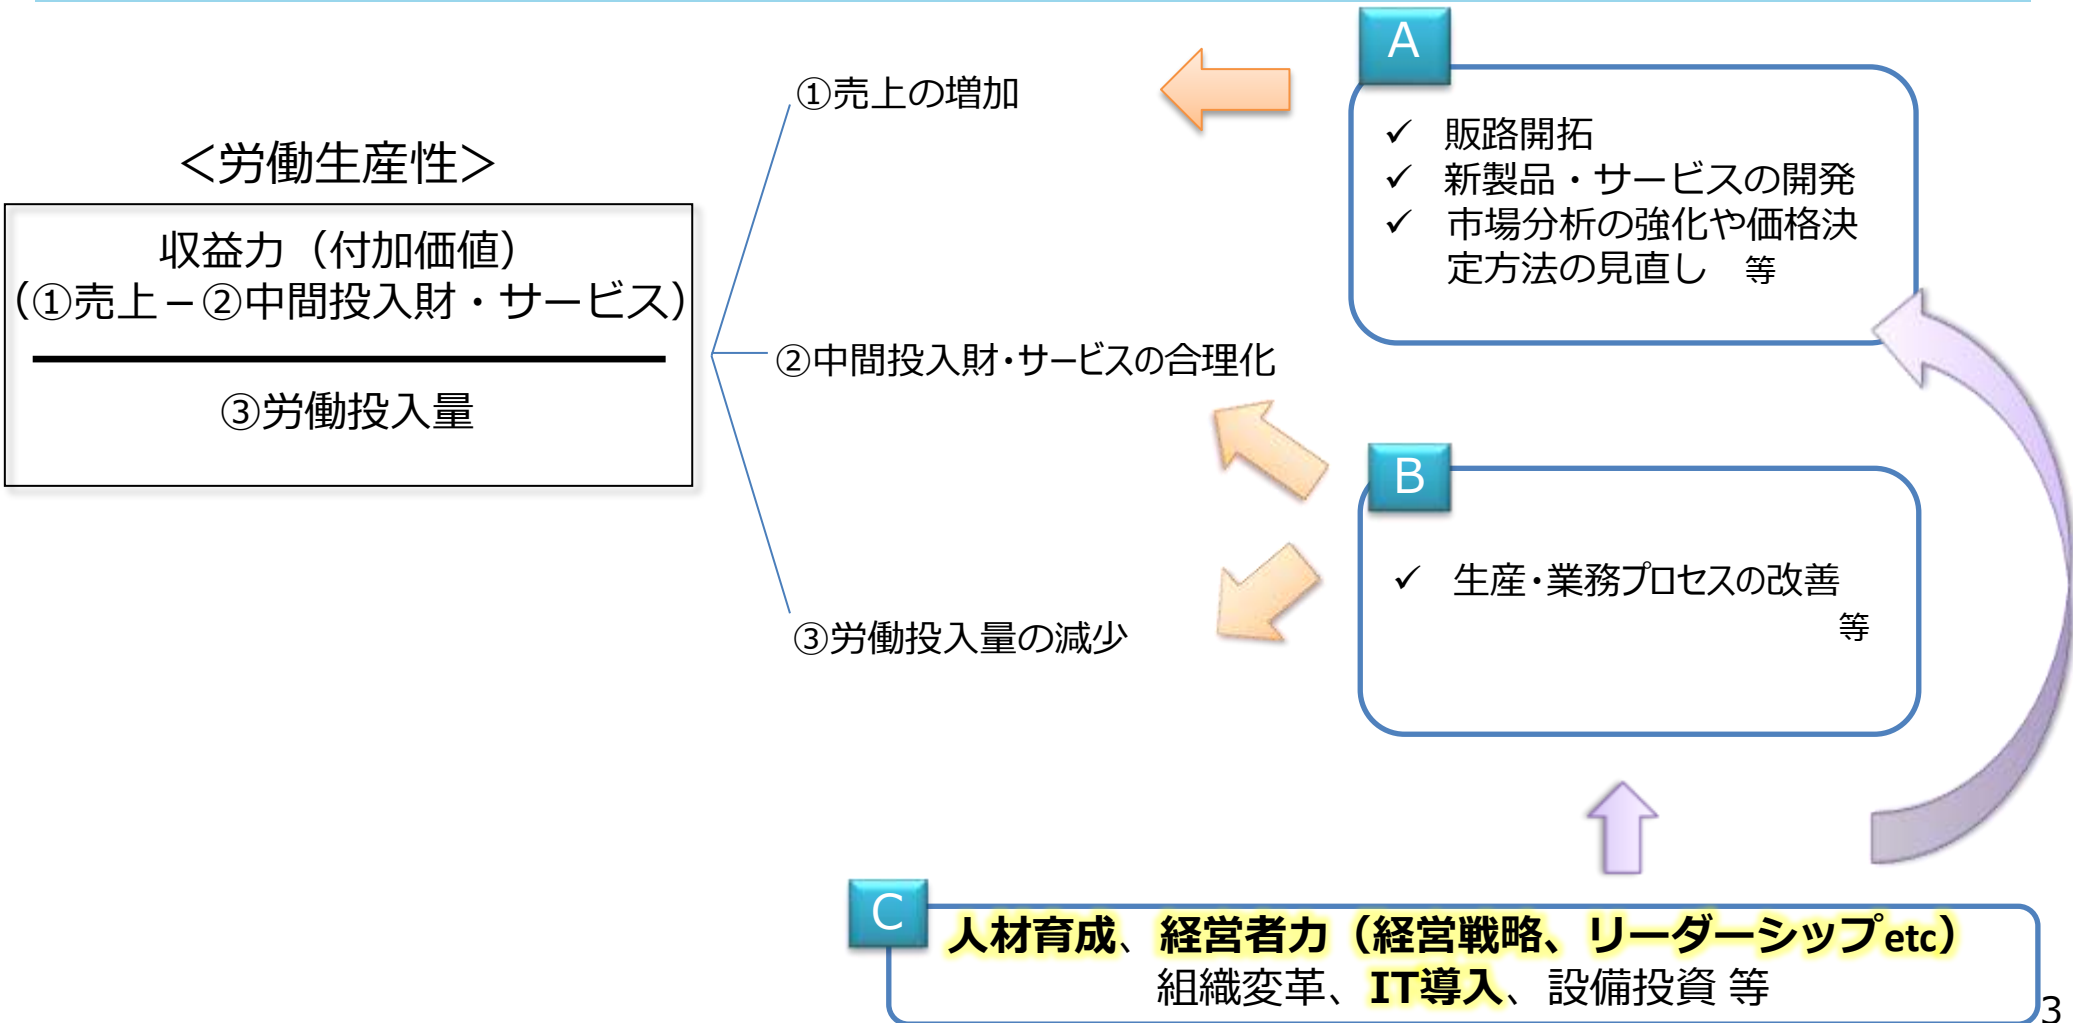 <労働生産性>
収益力（付加価値）
（①売上－②中間投入財・サービス）
③労働投入量
①売上の増加
②中間投入財・サービスの合理化
③労働投入量の減少
A
✓ 販路開拓
✓ 新製品・サービスの開発
✓ 市場分析の強化や価格決
定方法の見直し 等
B
✓ 生産・業務プロセスの改善
等
C
人材育成、経営者力（経営戦略、リーダーシップetc）
組織変革、IT導入、設備投資 等
3